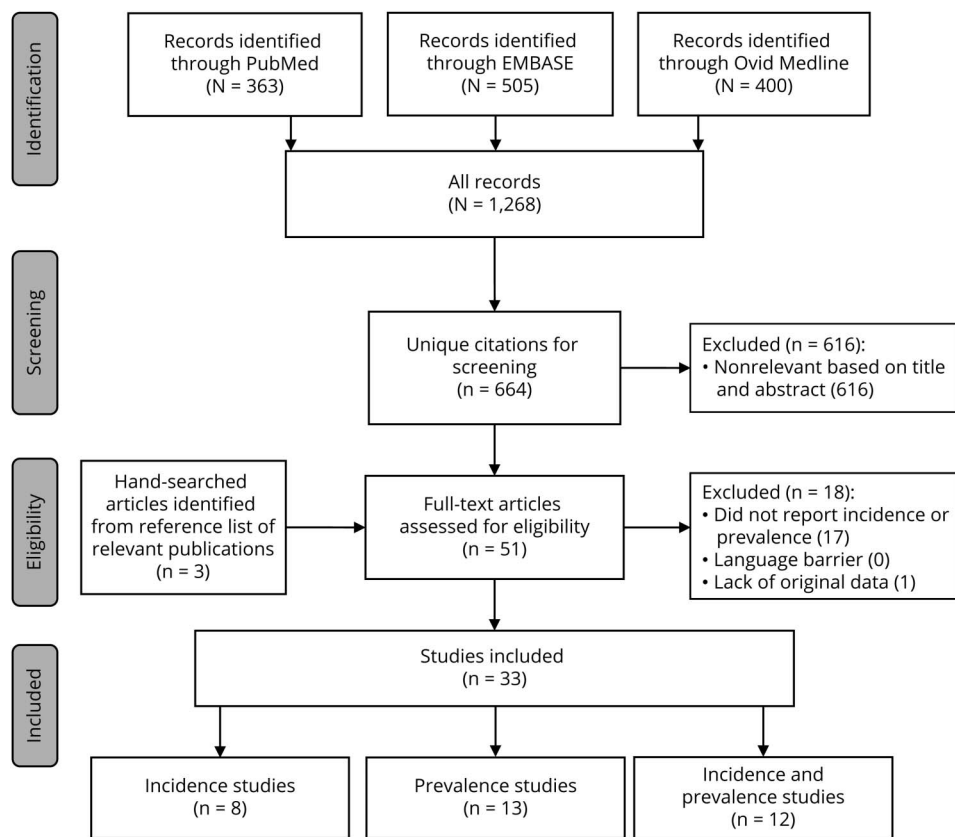 Identification
Records identified
through PubMed
(N = 363)
Records identified
through EMBASE
(N = 505)
Records identified
through Ovid Medline
(N = 400)
All records
(N = 1,268)
Screening
Unique citations for
screening
(n = 664)
Excluded (n = 616):
• Nonrelevant based on title
and abstract (616)
Eligibility
Hand-searched
articles identified
from reference list of
relevant publications
(n = 3)
Full-text articles
assessed for eligibility
(n = 51)
Excluded (n = 18):
• Did not report incidence or
prevalence (17)
• Language barrier (0)
• Lack of original data (1)
Included
Studies included
(n = 33)
Incidence studies
(n = 8)
Prevalence studies
(n = 13)
Incidence and
prevalence studies
(n = 12)